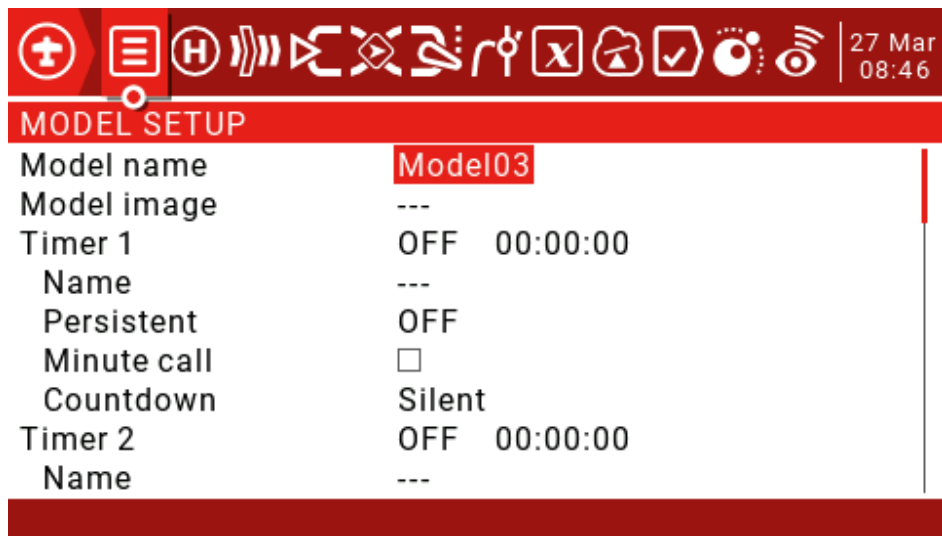 27 Mar
08:46
MODEL SETUP
Model name Model03
Model image ---
Timer 1 OFF 00:00:00
Name ---
Persistent OFF
Minute call
Countdown Silent
Timer 2 OFF 00:00:00
Name ---